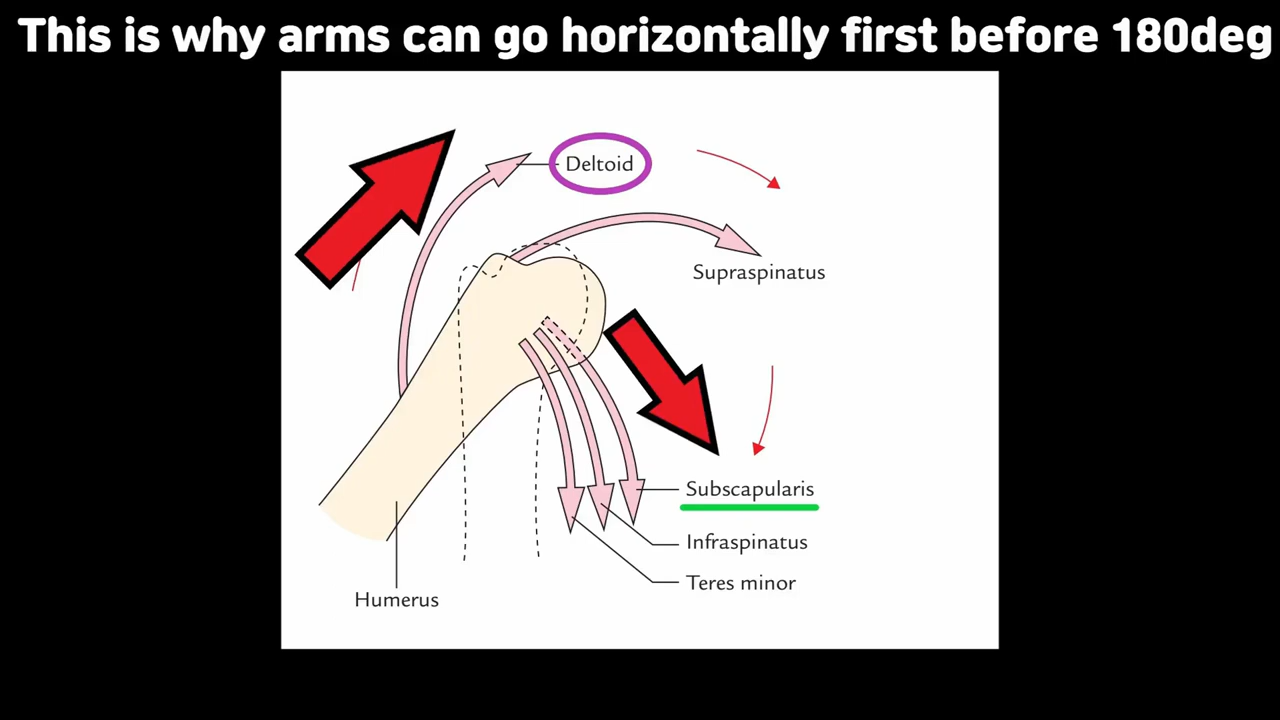 This is why arms can go horizontally first before 180deg
Deltoid
Supraspinatus
Subscapularis
Infraspinatus
Teres minor
Humerus